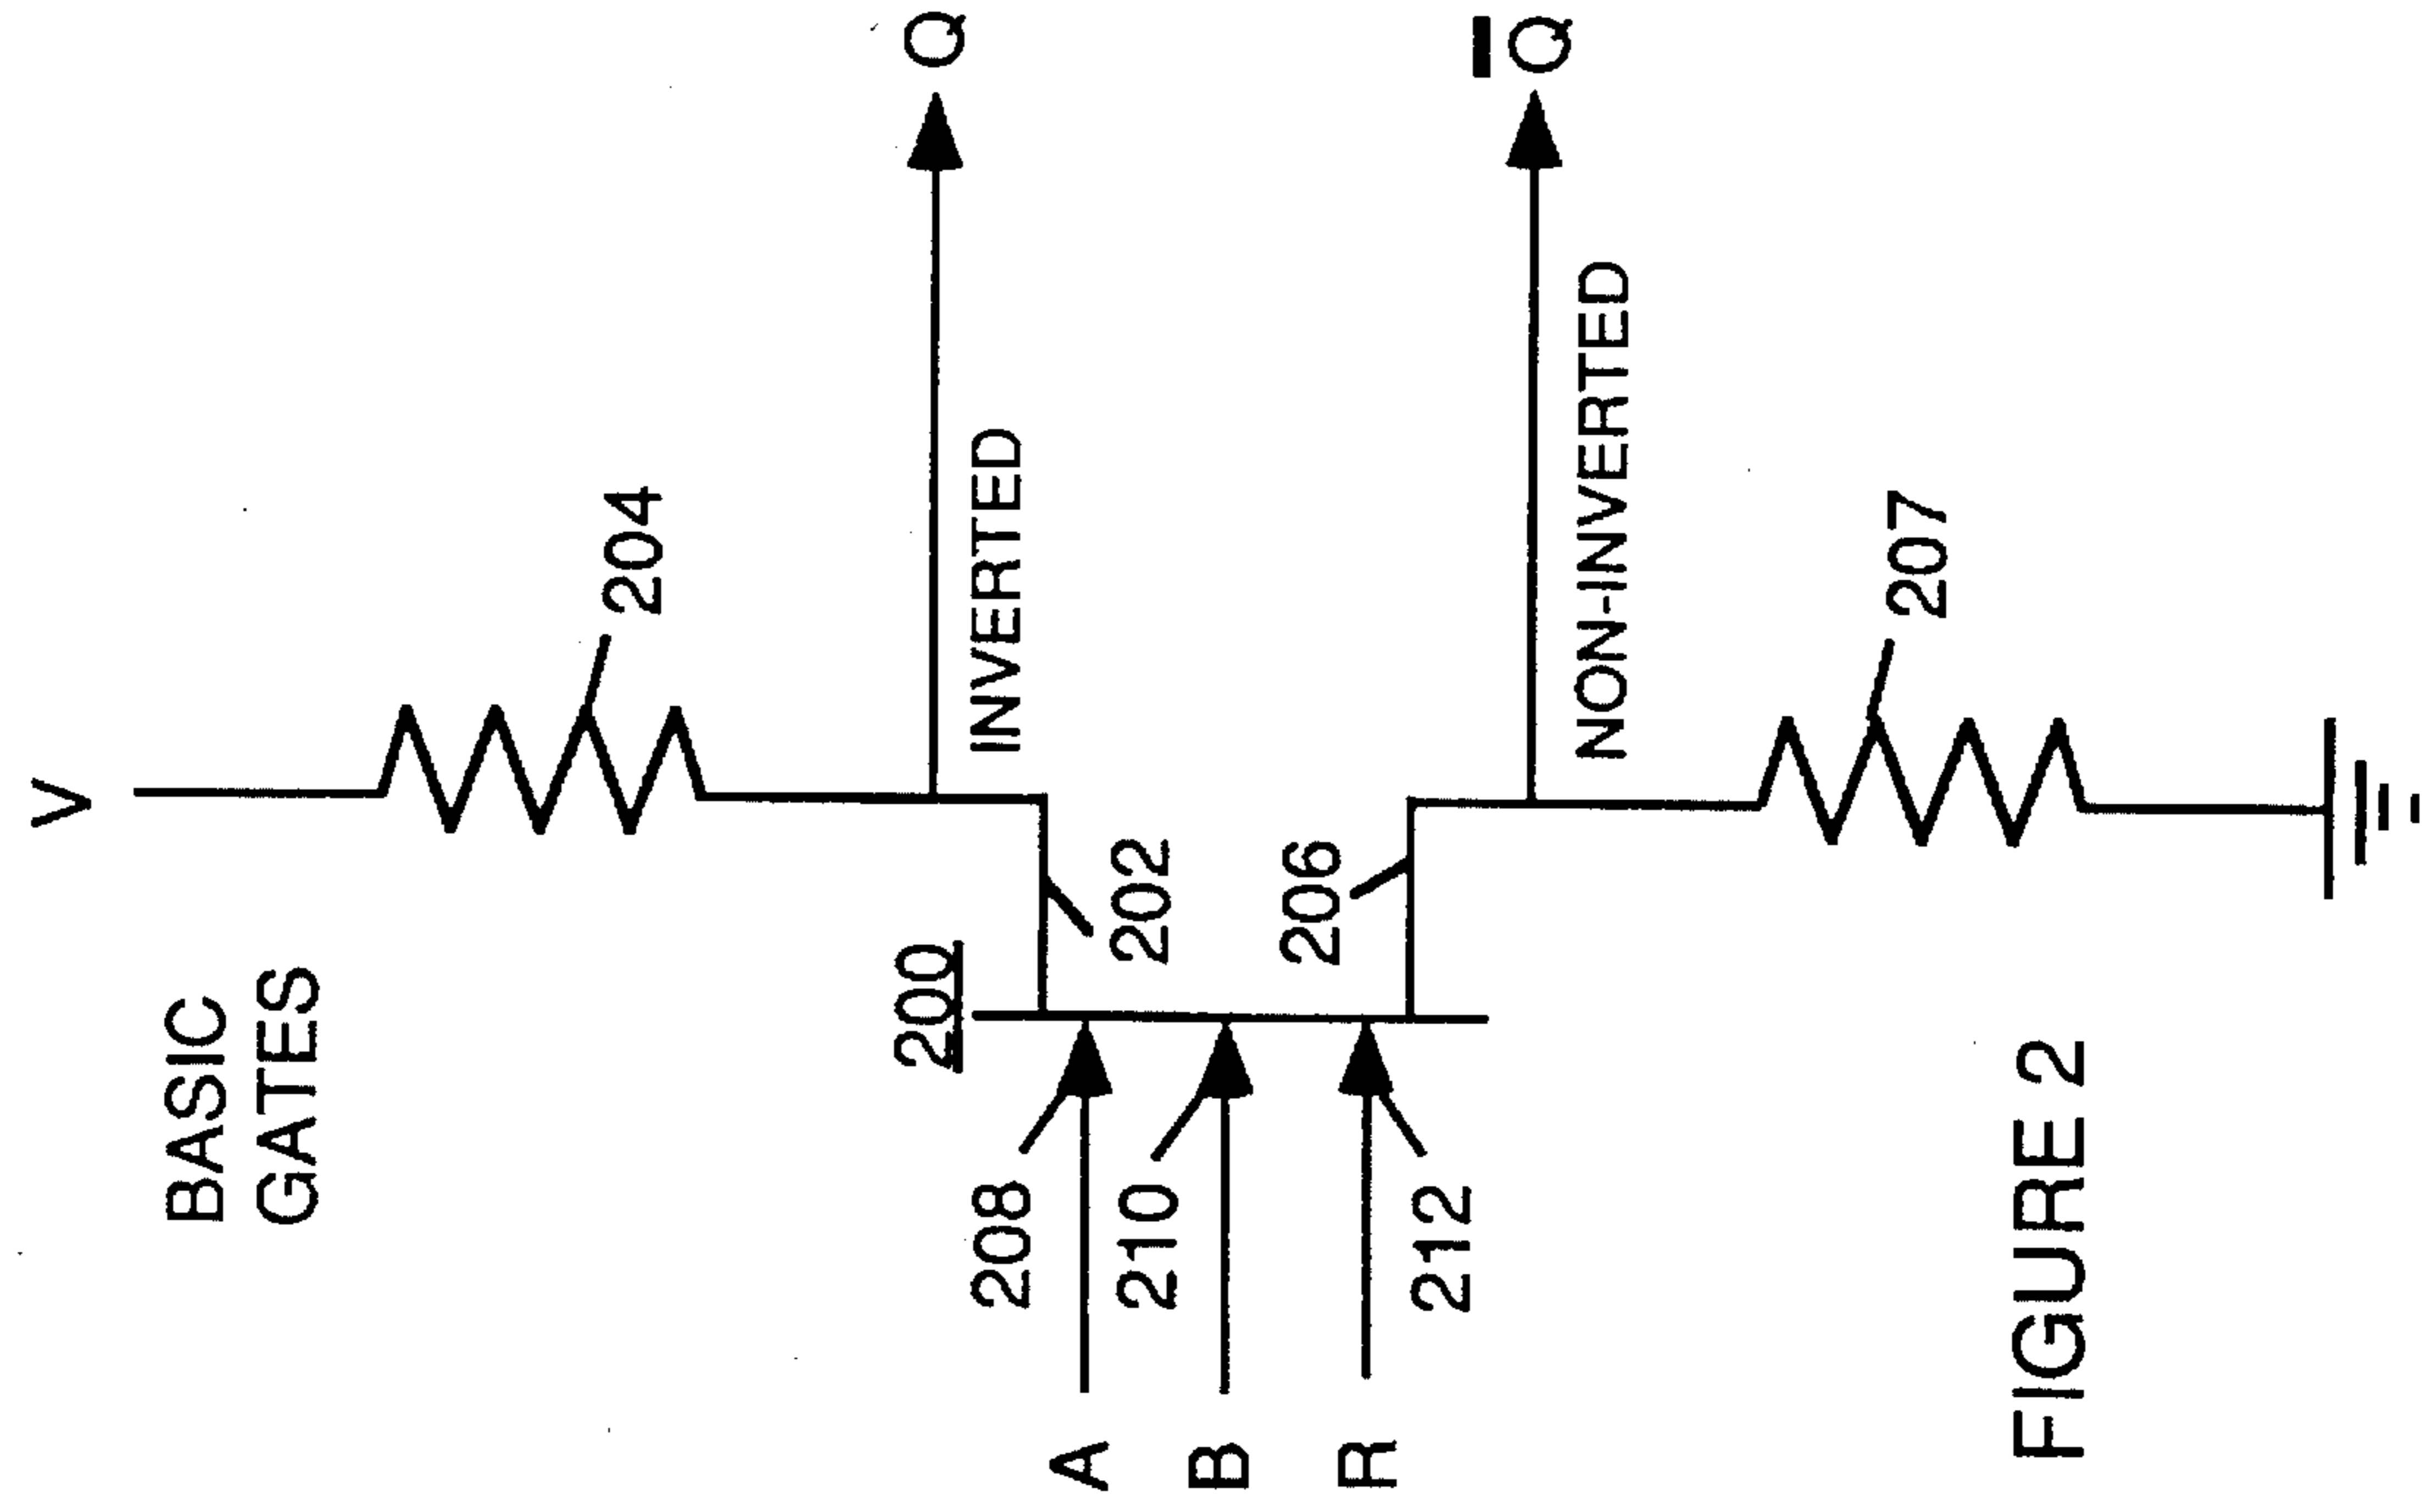 BASIC
GATES
V
204
Q
INVERTED
200
202
208
A
210
B
206
R
212
Q̅
NON-INVERTED
207
FIGURE 2